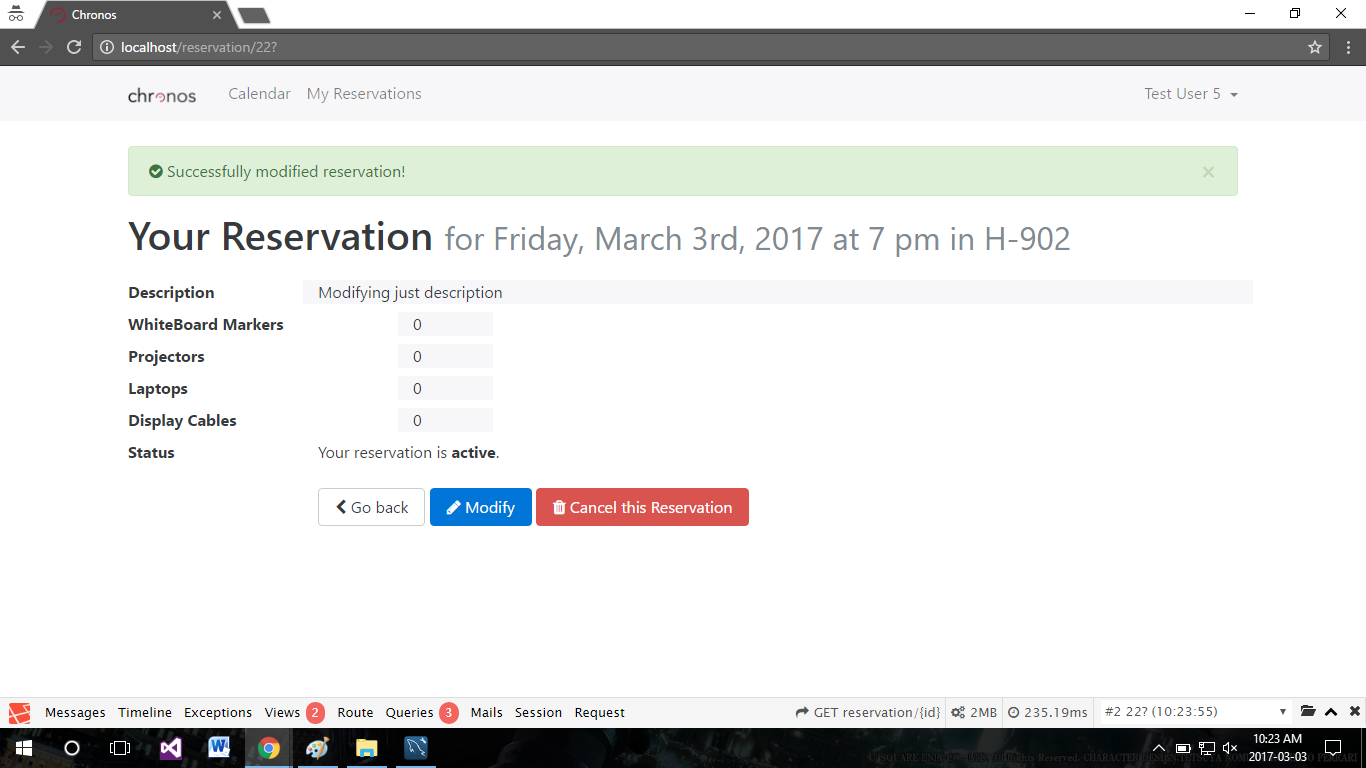 Chronos
localhost/reservation/22?
chronos Calendar My Reservations Test User 5
Successfully modified reservation! ×
Your Reservation for Friday, March 3rd, 2017 at 7 pm in H-902
Description Modifying just description
WhiteBoard Markers 0
Projectors 0
Laptops 0
Display Cables 0
Status Your reservation is active.
Go back Modify Cancel this Reservation
Messages Timeline Exceptions Views 2 Route Queries 3 Mails Session Request GET reservation/{id} 2MB 235.19ms #2 22? (10:23:55)
10:23 AM
2017-03-03